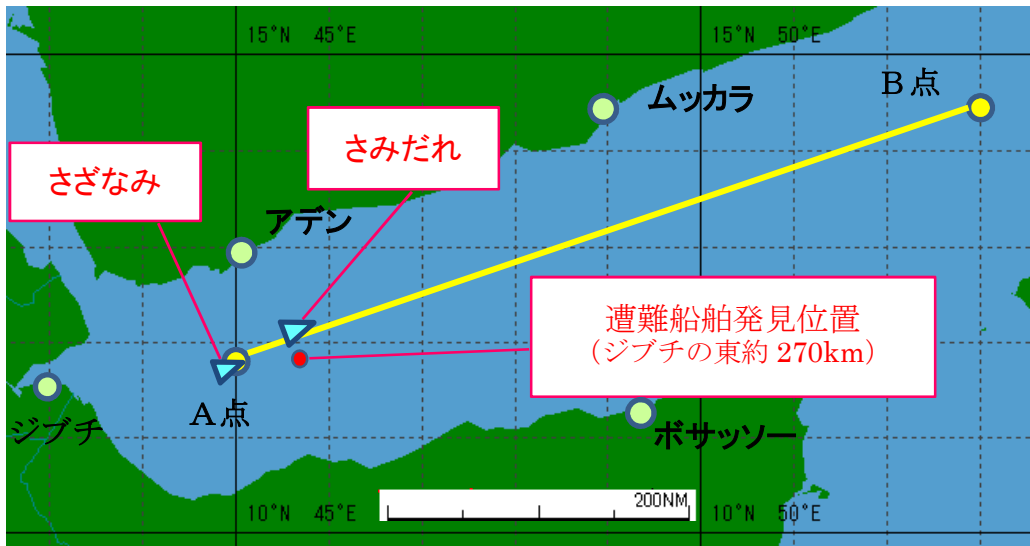 15°N 45°E
15°N 50°E
B点
ムッカラ
さみだれ
さざなみ
アデン
遭難船舶発見位置
（ジブチの東約 270km）
A点
ジブチ
ボサッソー
200NM
10°N 45°E
10°N 50°E